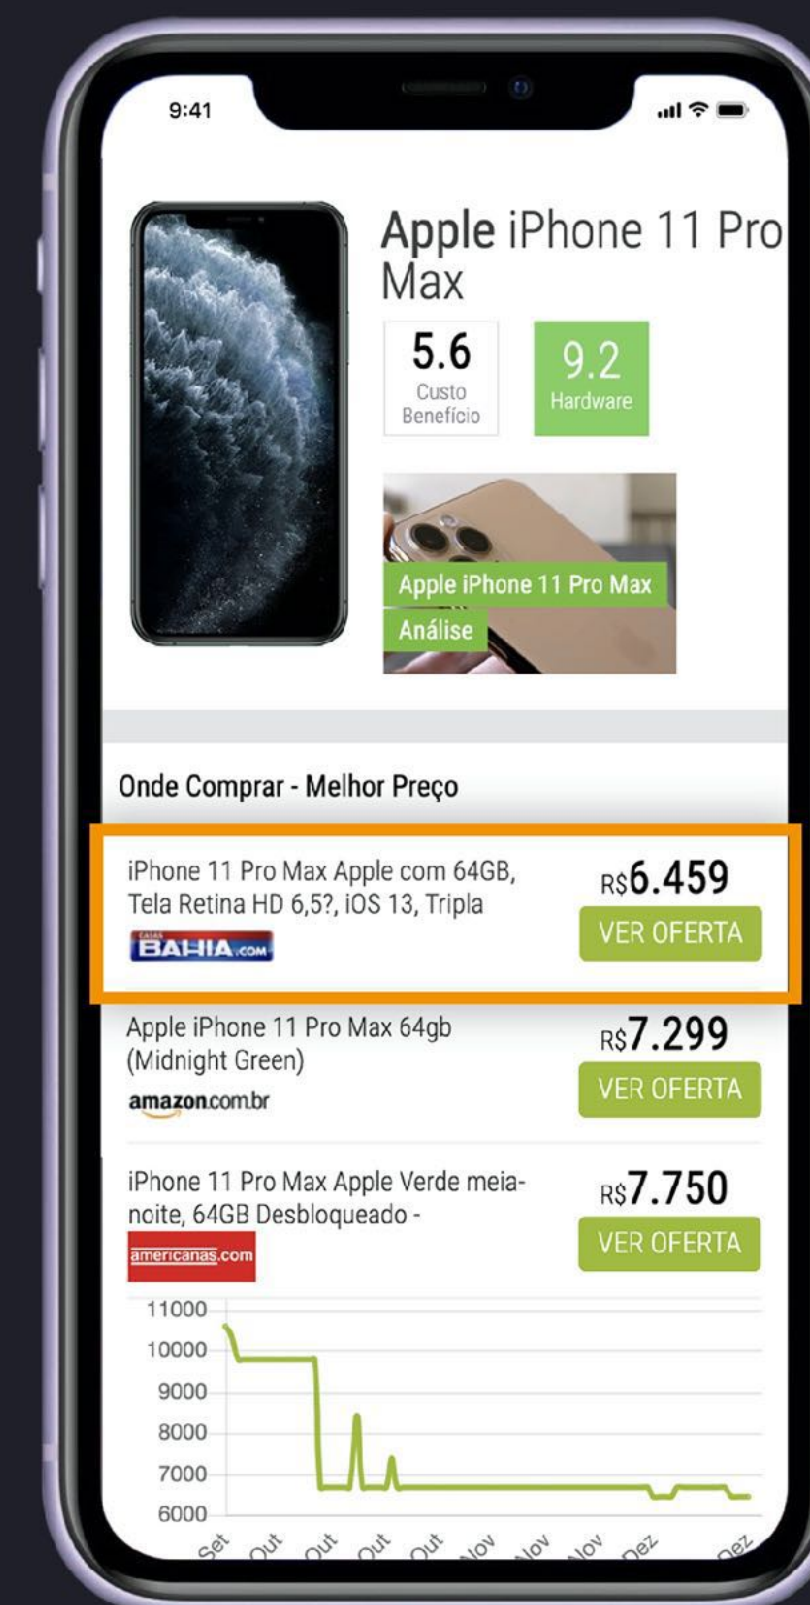 9:41
Apple iPhone 11 Pro
Max
5.6
Custo
Benefício
9.2
Hardware
Apple iPhone 11 Pro Max
Análise
Onde Comprar - Melhor Preço
iPhone 11 Pro Max Apple com 64GB,
Tela Retina HD 6,5?, iOS 13, Tripla
CASAS
BAHIA.COM
R$6.459
VER OFERTA
Apple iPhone 11 Pro Max 64gb
(Midnight Green)
amazon.com.br
R$7.299
VER OFERTA
iPhone 11 Pro Max Apple Verde meia-
noite, 64GB Desbloqueado -
americanas.com
R$7.750
VER OFERTA
11000
10000
9000
8000
7000
6000
Set
Out
Out
Out
Out
Nov
Nov
Nov
Dez
Dez